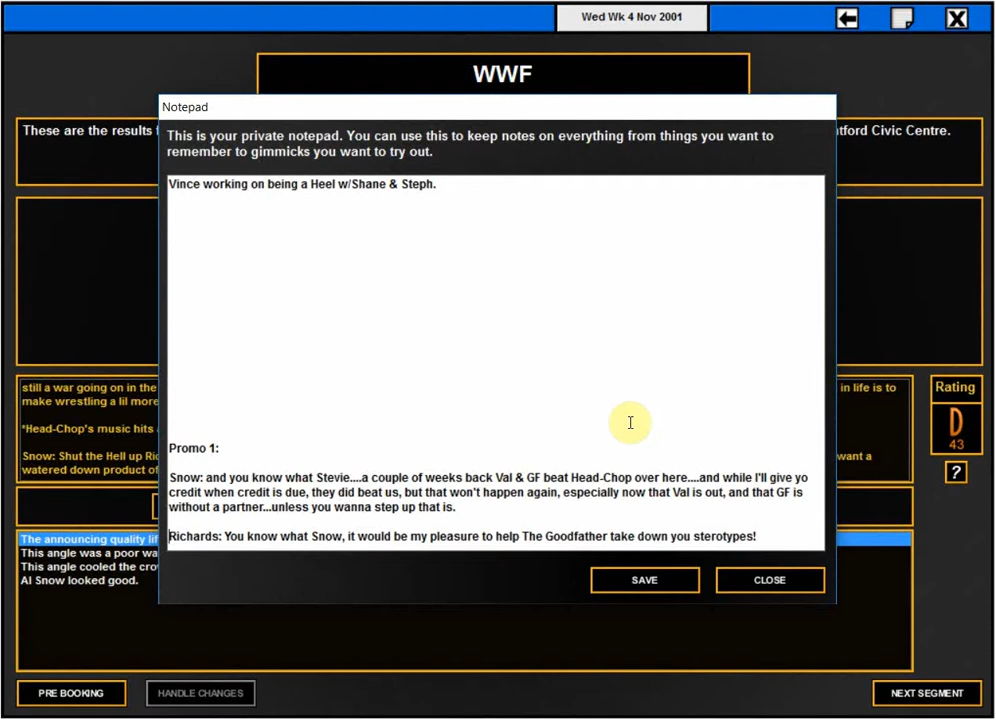 Wed Wk 4 Nov 2001
WWF
Notepad
These are the results
tford Civic Centre.
This is your private notepad. You can use this to keep notes on everything from things you want to
remember to gimmicks you want to try out.
Vince working on being a Heel w/Shane & Steph.
still a war going on in the
in life is to
make wrestling a lil more
*Head-Chop's music hits
Snow: Shut the Hell up Ri
want a
watered down product of
Rating
D
43
?
Promo 1:
Snow: and you know what Stevie....a couple of weeks back Val & GF beat Head-Chop over here....and while I'll give yo
credit when credit is due, they did beat us, but that won't happen again, especially now that Val is out, and that GF is
without a partner...unless you wanna step up that is.
Richards: You know what Snow, it would be my pleasure to help The Goodfather take down you sterotypes!
The announcing quality lif
This angle was a poor wa
This angle cooled the cro
Al Snow looked good.
SAVE
CLOSE
PRE BOOKING
HANDLE CHANGES
NEXT SEGMENT